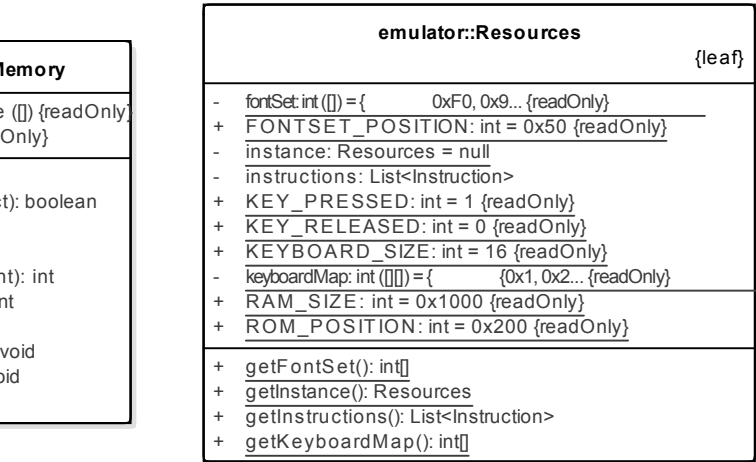 Memory
e ([]) {readOnly}
Only}
ct): boolean
nt): int
nt
void
oid
emulator::Resources
{leaf}
- fontSet: int ([]) = { 0xF0, 0x9... {readOnly}
+ FONTSET_POSITION: int = 0x50 {readOnly}
- instance: Resources = null
- instructions: List<Instruction>
+ KEY_PRESSED: int = 1 {readOnly}
+ KEY_RELEASED: int = 0 {readOnly}
+ KEYBOARD_SIZE: int = 16 {readOnly}
- keyboardMap: int ([][]) = { {0x1, 0x2... {readOnly}
+ RAM_SIZE: int = 0x1000 {readOnly}
+ ROM_POSITION: int = 0x200 {readOnly}
+ getFontSet(): int[]
+ getInstance(): Resources
+ getInstructions(): List<Instruction>
+ getKeyboardMap(): int[]